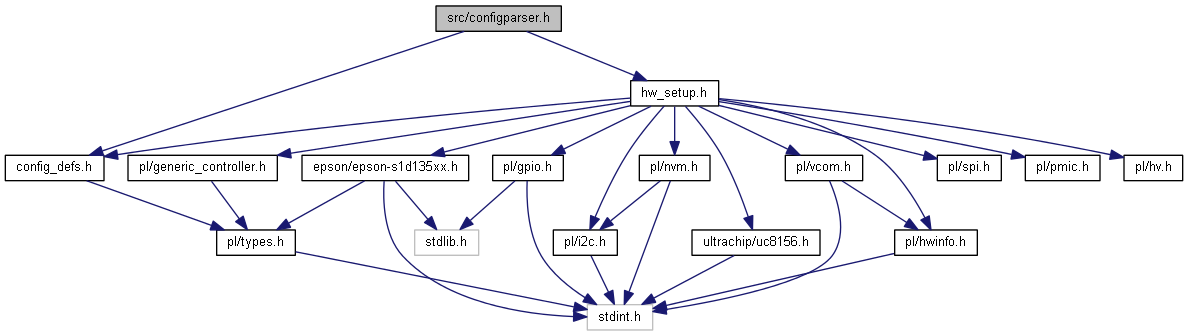 src/configparser.h
hw_setup.h
config_defs.h
pl/generic_controller.h
epson/epson-s1d135xx.h
pl/gpio.h
pl/nvm.h
pl/vcom.h
pl/spi.h
pl/pmic.h
pl/hv.h
pl/types.h
stdlib.h
pl/i2c.h
ultrachip/uc8156.h
pl/hwinfo.h
stdint.h